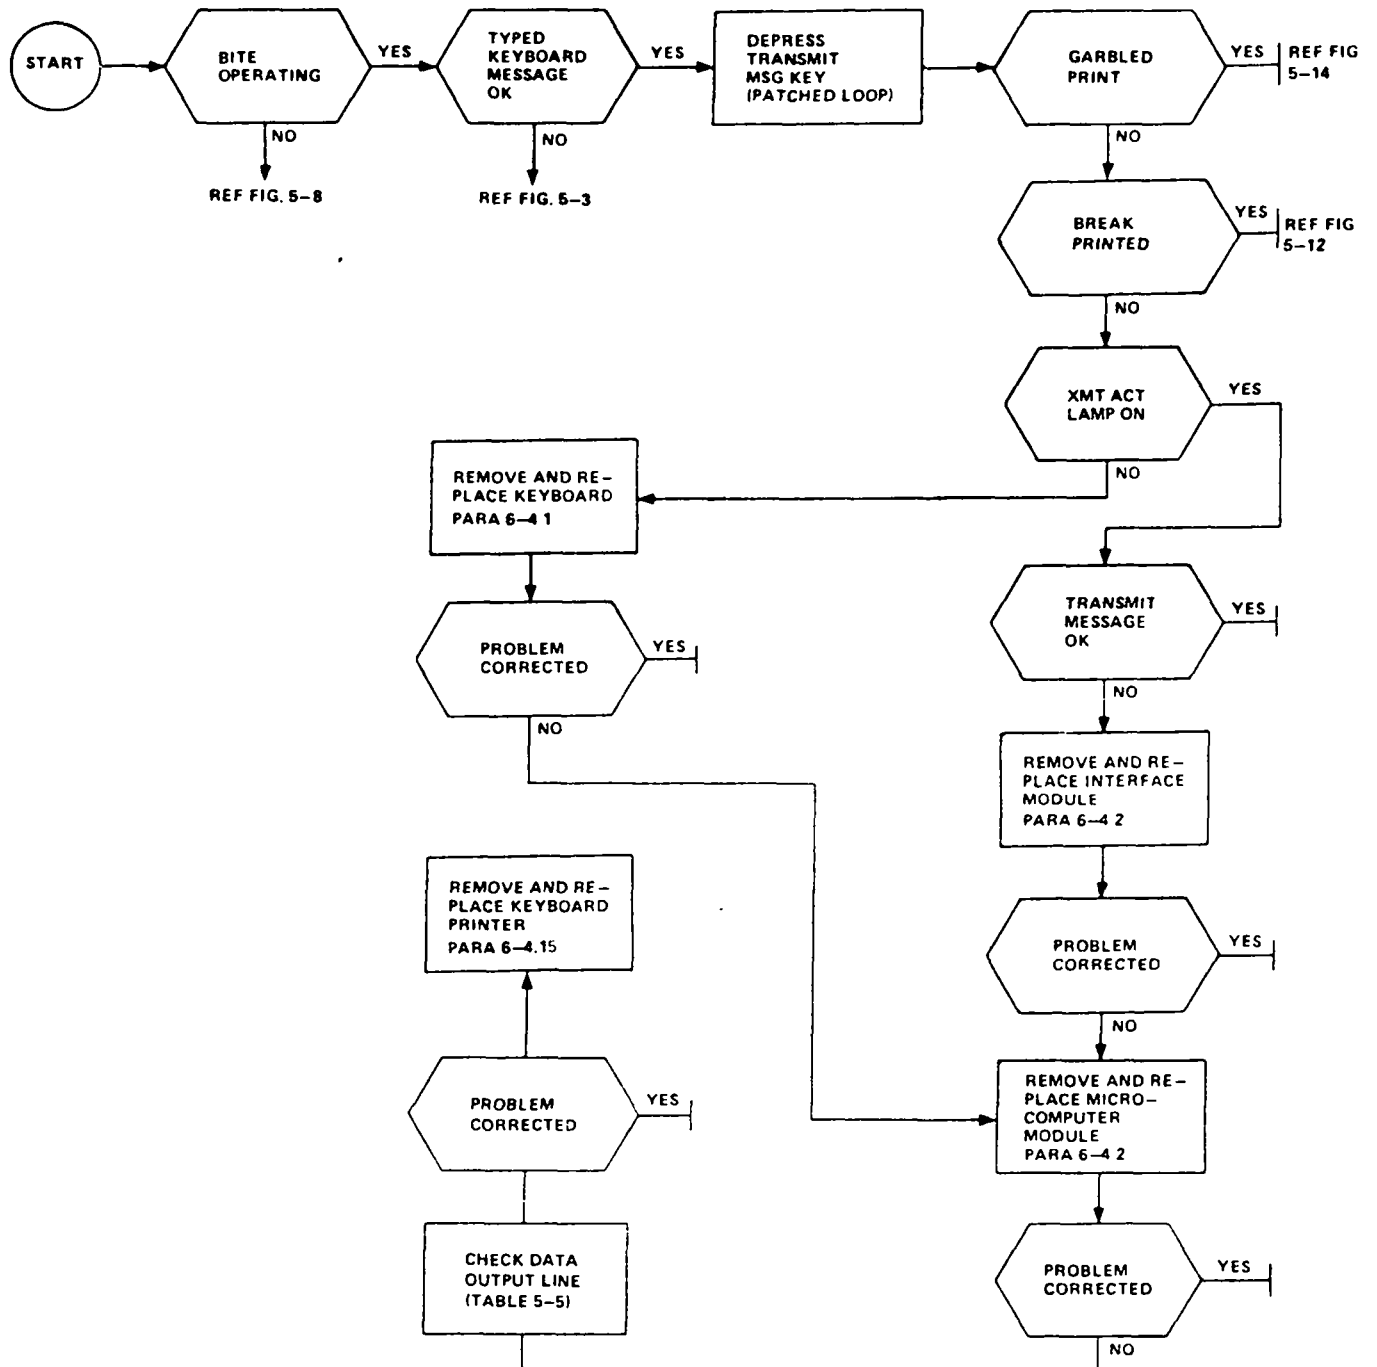 START
BITE
OPERATING
YES
NO
REF FIG. 5-8
TYPED
KEYBOARD
MESSAGE
OK
YES
NO
REF FIG. 5-3
DEPRESS
TRANSMIT
MSG KEY
(PATCHED LOOP)
GARBLED
PRINT
YES
REF FIG
5-14
NO
BREAK
PRINTED
YES
REF FIG
5-12
NO
XMT ACT
LAMP ON
YES
NO
REMOVE AND RE-
PLACE KEYBOARD
PARA 6-4 1
PROBLEM
CORRECTED
YES
NO
TRANSMIT
MESSAGE
OK
YES
NO
REMOVE AND RE-
PLACE INTERFACE
MODULE
PARA 6-4 2
PROBLEM
CORRECTED
YES
NO
REMOVE AND RE-
PLACE MICRO-
COMPUTER
MODULE
PARA 6-4 2
PROBLEM
CORRECTED
YES
NO
REMOVE AND RE-
PLACE KEYBOARD
PRINTER
PARA 6-4.15
PROBLEM
CORRECTED
YES
CHECK DATA
OUTPUT LINE
(TABLE 5-5)